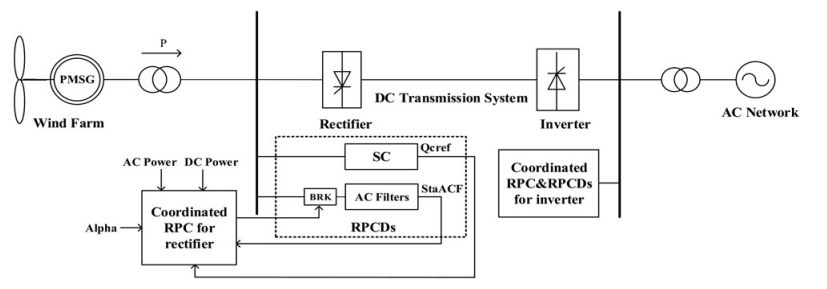 P
PMSG
Wind Farm
Rectifier
DC Transmission System
Inverter
AC Network
AC Power
DC Power
SC
Qcref
BRK
AC Filters
StaACF
RPCDs
Alpha
Coordinated
RPC for
rectifier
Coordinated
RPC&RPCDs
for inverter